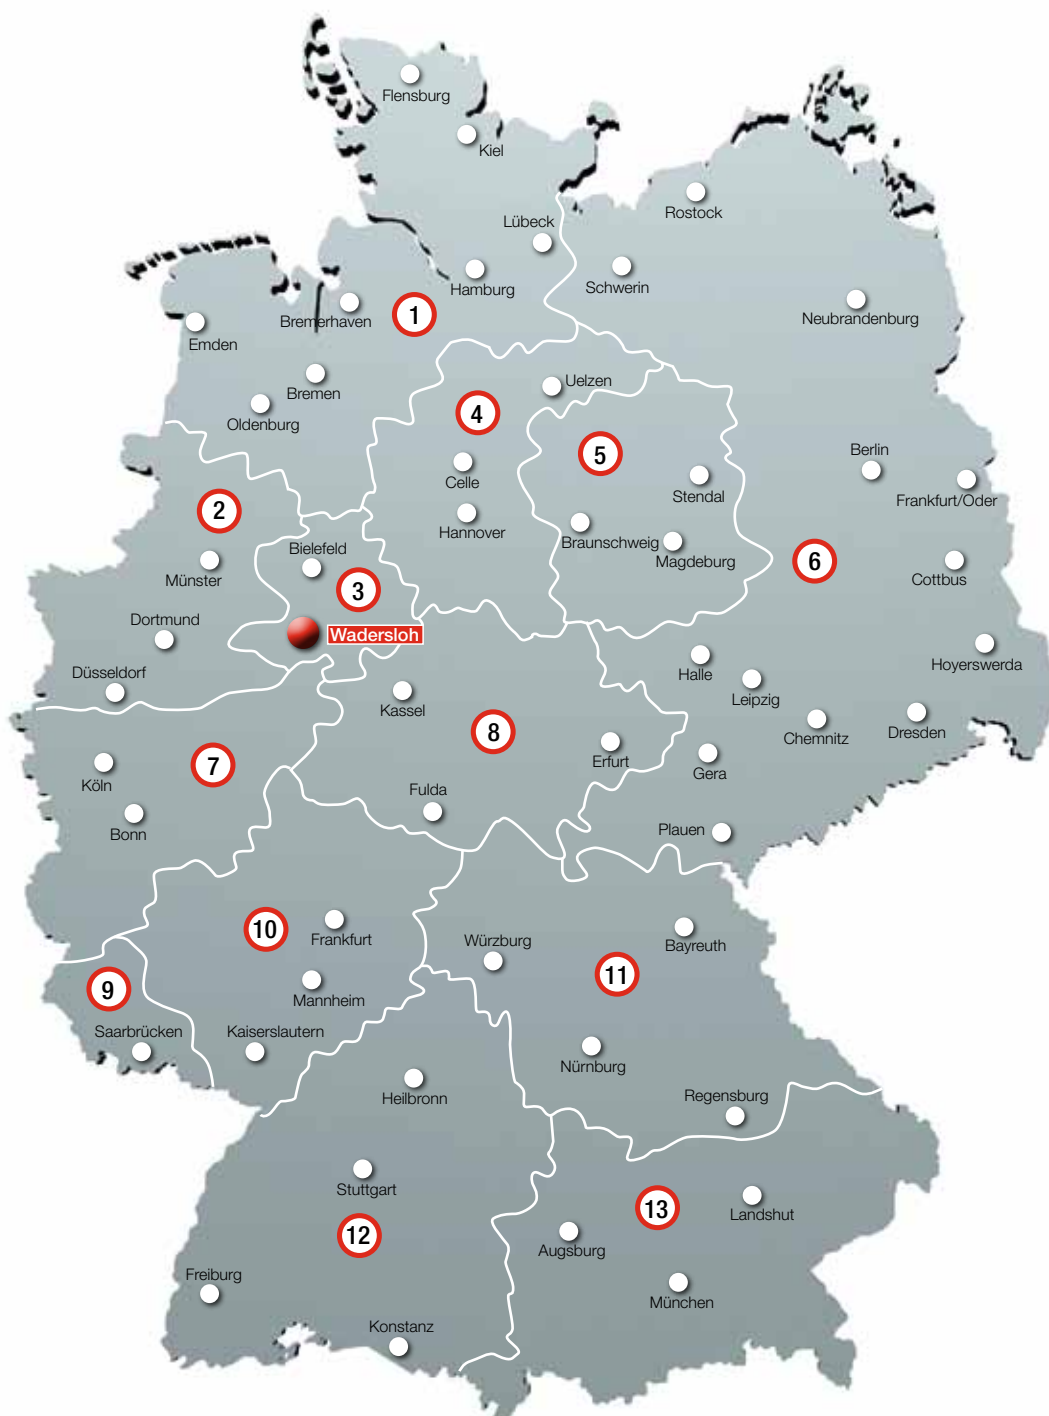 Flensburg
Kiel
Rostock
Lübeck
Schwerin
Hamburg
Neubrandenburg
Bremerhaven
1
Emden
Uelzen
Bremen
4
Oldenburg
5
Berlin
Celle
Stendal
Frankfurt/Oder
2
Hannover
Braunschweig
Bielefeld
Magdeburg
6
Münster
3
Cottbus
Dortmund
Wadersloh
Hoyerswerda
Düsseldorf
Halle
Leipzig
Kassel
8
Chemnitz
Dresden
7
Erfurt
Gera
Köln
Fulda
Bonn
Plauen
10
Frankfurt
Würzburg
Bayreuth
11
9
Mannheim
Saarbrücken
Kaiserslautern
Nürnburg
Heilbronn
Regensburg
Stuttgart
13
Landshut
12
Augsburg
Freiburg
München
Konstanz